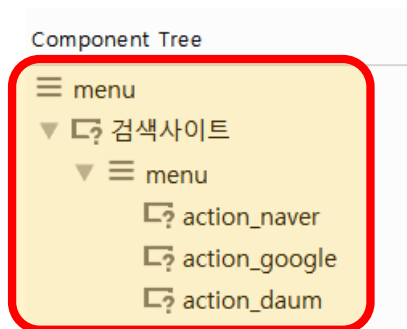 Component Tree
menu
검색사이트
menu
action_naver
action_google
action_daum